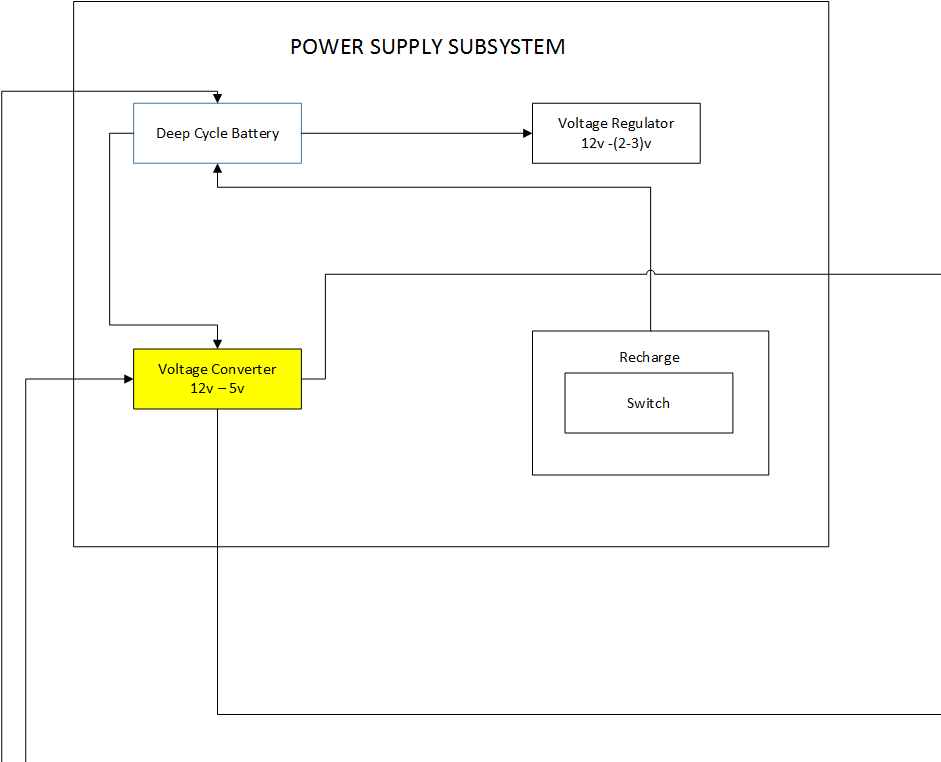 POWER SUPPLY SUBSYSTEM
Deep Cycle Battery
Voltage Regulator
12v -(2-3)v
Voltage Converter
12v – 5v
Recharge
Switch